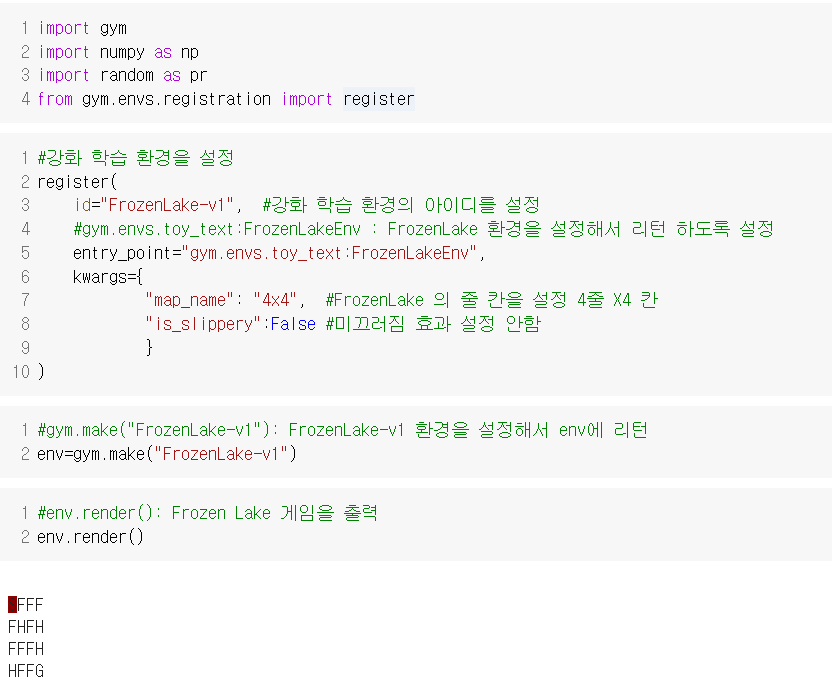 1 import gym
2 import numpy as np
3 import random as pr
4 from gym.envs.registration import register
1 #강화 학습 환경을 설정
2 register(
3 id="FrozenLake-v1", #강화 학습 환경의 아이디를 설정
4 #gym.envs.toy_text:FrozenLakeEnv : FrozenLake 환경을 설정해서 리턴 하도록 설정
5 entry_point="gym.envs.toy_text:FrozenLakeEnv",
6 kwargs={
7 "map_name": "4x4", #FrozenLake 의 줄 칸을 설정 4줄 X4 칸
8 "is_slippery":False #미끄러짐 효과 설정 안함
9 }
10 )
1 #gym.make("FrozenLake-v1"): FrozenLake-v1 환경을 설정해서 env에 리턴
2 env=gym.make("FrozenLake-v1")
1 #env.render(): Frozen Lake 게임을 출력
2 env.render()
FFF
FHFH
FFFH
HFFG